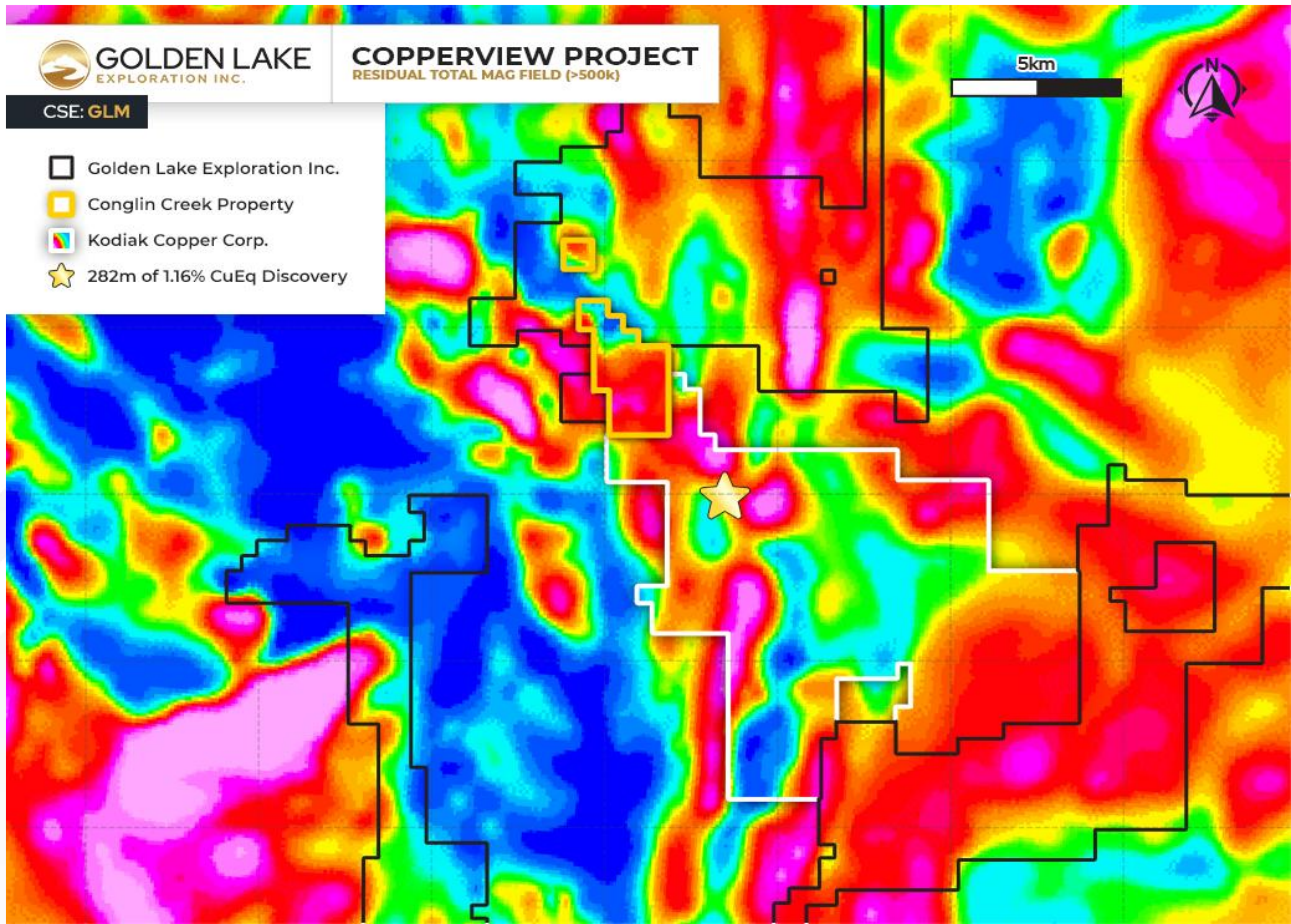 GOLDEN LAKE
EXPLORATION INC.
COPPERVIEW PROJECT
RESIDUAL TOTAL MAG FIELD (>500k)
CSE: GLM
5km
N
Golden Lake Exploration Inc.
Conglin Creek Property
Kodiak Copper Corp.
282m of 1.16% CuEq Discovery